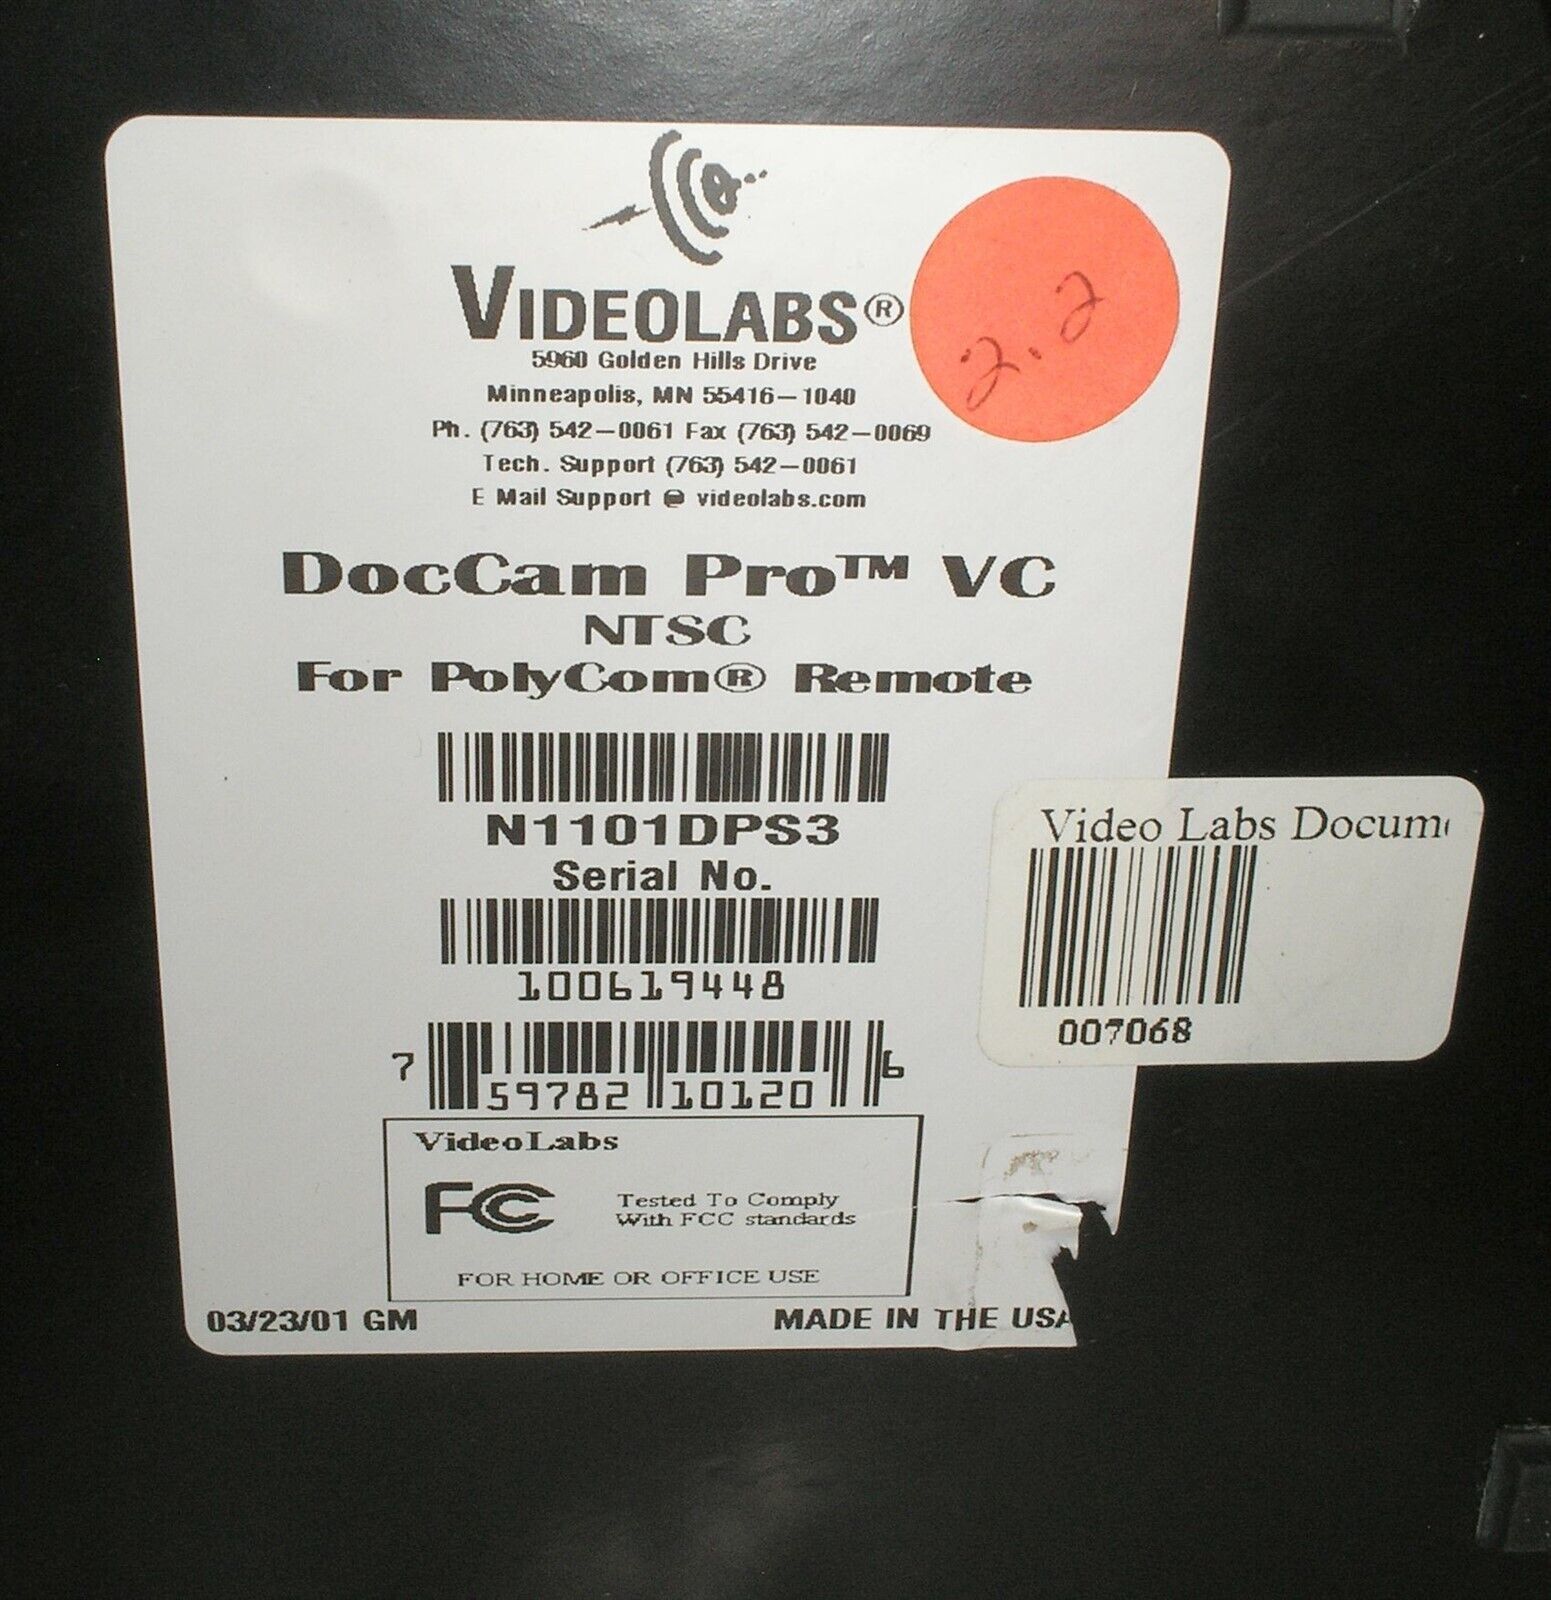 VIDEOLABS®
5960 Golden Hills Drive
Minneapolis, MN 55416-1040
Ph. (763) 542-0061 Fax (763) 542-0069
Tech. Support (763) 542-0061
E Mail Support @ videolabs.com
2.2
DocCam Pro™ VC
NTSC
For PolyCom® Remote
N1101DPS3
Serial No.
100619448
7 59782 10120 6
Video Labs Docum
007068
VideoLabs
FC
Tested To Comply
With FCC standards
FOR HOME OR OFFICE USE
03/23/01 GM
MADE IN THE USA